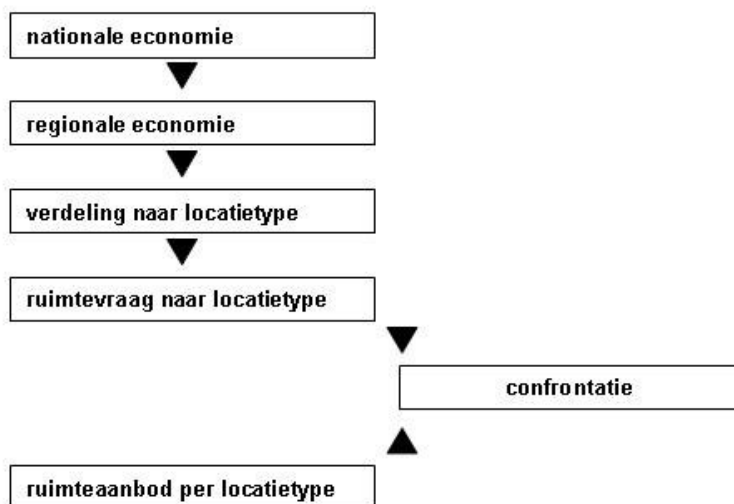 nationale economie
regionale economie
verdeling naar locatietype
ruimtevraag naar locatietype
confrontatie
ruimteaanbod per locatietype